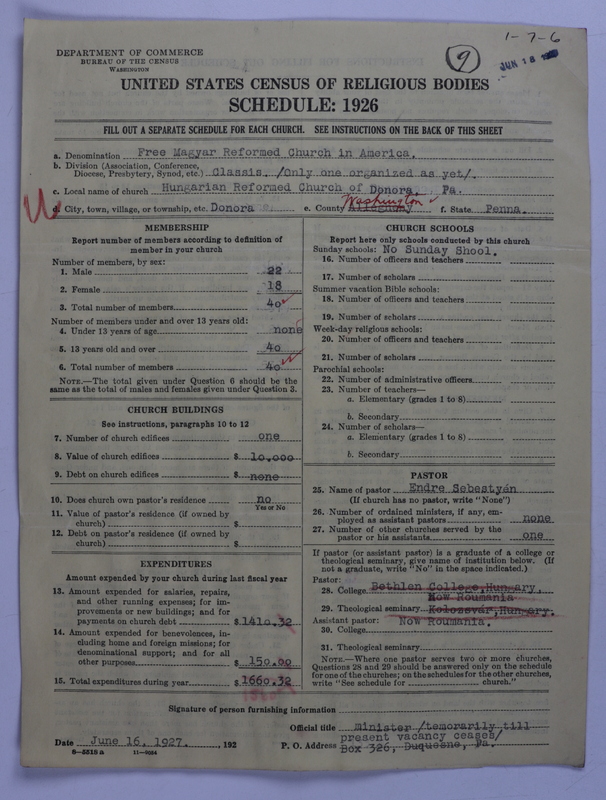 1-7-6
9
JUN 18
DEPARTMENT OF COMMERCE
BUREAU OF THE CENSUS
WASHINGTON
UNITED STATES CENSUS OF RELIGIOUS BODIES
SCHEDULE: 1926
FILL OUT A SEPARATE SCHEDULE FOR EACH CHURCH. SEE INSTRUCTIONS ON THE BACK OF THIS SHEET
a. Denomination Free Magyar Reformed Church in America.
b. Division (Association, Conference,
Diocese, Presbytery, Synod, etc.) Classis. /Only one organized as yet/.
c. Local name of church Hungarian Reformed Church of Donora, Pa.
Washington
d. City, town, village, or township, etc. Donora e. County Allegheny f. State Penna.
MEMBERSHIP
Report number of members according to definition of
member in your church
Number of members, by sex:
1. Male 22
2. Female 18
3. Total number of members 40
Number of members under and over 13 years old:
4. Under 13 years of age none
5. 13 years old and over 40
6. Total number of members 40
NOTE.—The total given under Question 6 should be the
same as the total of males and females given under Question 3.
CHURCH BUILDINGS
See instructions, paragraphs 10 to 12
7. Number of church edifices one
8. Value of church edifices $ 10,000
9. Debt on church edifices $ none
10. Does church own pastor's residence no
Yes or No
11. Value of pastor's residence (if owned by
church) $
12. Debt on pastor's residence (if owned by
church) $
EXPENDITURES
Amount expended by your church during last fiscal year
13. Amount expended for salaries, repairs,
and other running expenses; for im-
provements or new buildings; and for
payments on church debt $ 1410.32
14. Amount expended for benevolences, in-
cluding home and foreign missions; for
denominational support; and for all
other purposes $ 150.00
15. Total expenditures during year $ 1660.32
CHURCH SCHOOLS
Report here only schools conducted by this church
Sunday schools: No Sunday Shool.
16. Number of officers and teachers
17. Number of scholars
Summer vacation Bible schools:
18. Number of officers and teachers
19. Number of scholars
Week-day religious schools:
20. Number of officers and teachers
21. Number of scholars
Parochial schools:
22. Number of administrative officers
23. Number of teachers—
a. Elementary (grades 1 to 8)
b. Secondary
24. Number of scholars—
a. Elementary (grades 1 to 8)
b. Secondary
PASTOR
25. Name of pastor Endre Sebestyán
(If church has no pastor, write "None")
26. Number of ordained ministers, if any, em-
ployed as assistant pastors none
27. Number of other churches served by the
pastor or his assistants one
If pastor (or assistant pastor) is a graduate of a college or
theological seminary, give name of institution below. (If
not a graduate, write "No" in the space indicated.)
Pastor:
28. College Bethlen College, Hungary,
Now Roumania
29. Theological seminary Kolozsvár, Hungary.
Assistant pastor: Now Roumania.
30. College
31. Theological seminary
NOTE.—Where one pastor serves two or more churches,
Questions 28 and 29 should be answered only on the schedule
for one of the churches; on the schedules for the other churches,
write "See schedule for church."
Signature of person furnishing information
Official title minister /temorarily till
present vacancy ceases/
Date June 16, 1927. , 192 P. O. Address Box 326, Duquesne, Pa.
8-5515 a 11-9034